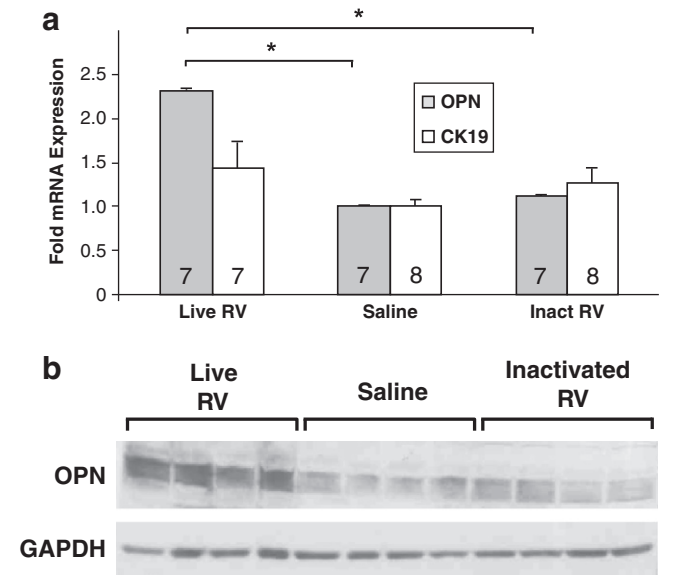 a
*
*
Fold mRNA Expression
2.5
2.0
1.5
1.0
0.5
0
OPN
CK19
7 7 7 8 7 8
Live RV Saline Inact RV
b
Live
RV
Saline
Inactivated
RV
OPN
GAPDH